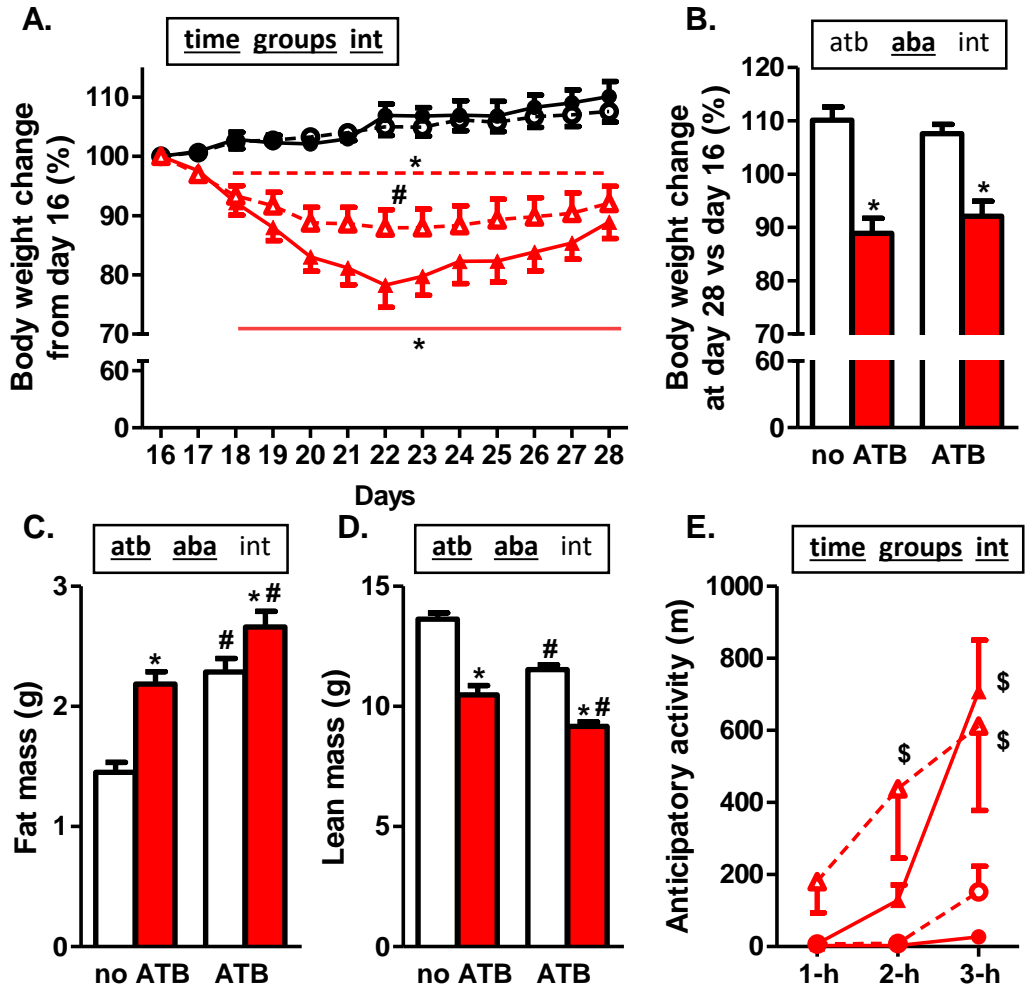 A.
time groups int
Body weight change
from day 16 (%)
110
100
90
80
70
60
0
*
#
*
16 17 18 19 20 21 22 23 24 25 26 27 28
Days
B.
atb aba int
Body weight change
at day 28 vs day 16 (%)
120
110
100
90
80
70
60
0
*
*
no ATB ATB
C.
atb aba int
Fat mass (g)
3
2
1
0
*
#
*#
no ATB ATB
D.
atb aba int
Lean mass (g)
15
10
5
0
*
#
*#
no ATB ATB
E.
time groups int
Anticipatory activity (m)
1000
800
600
400
200
0
$
$
$
1-h 2-h 3-h